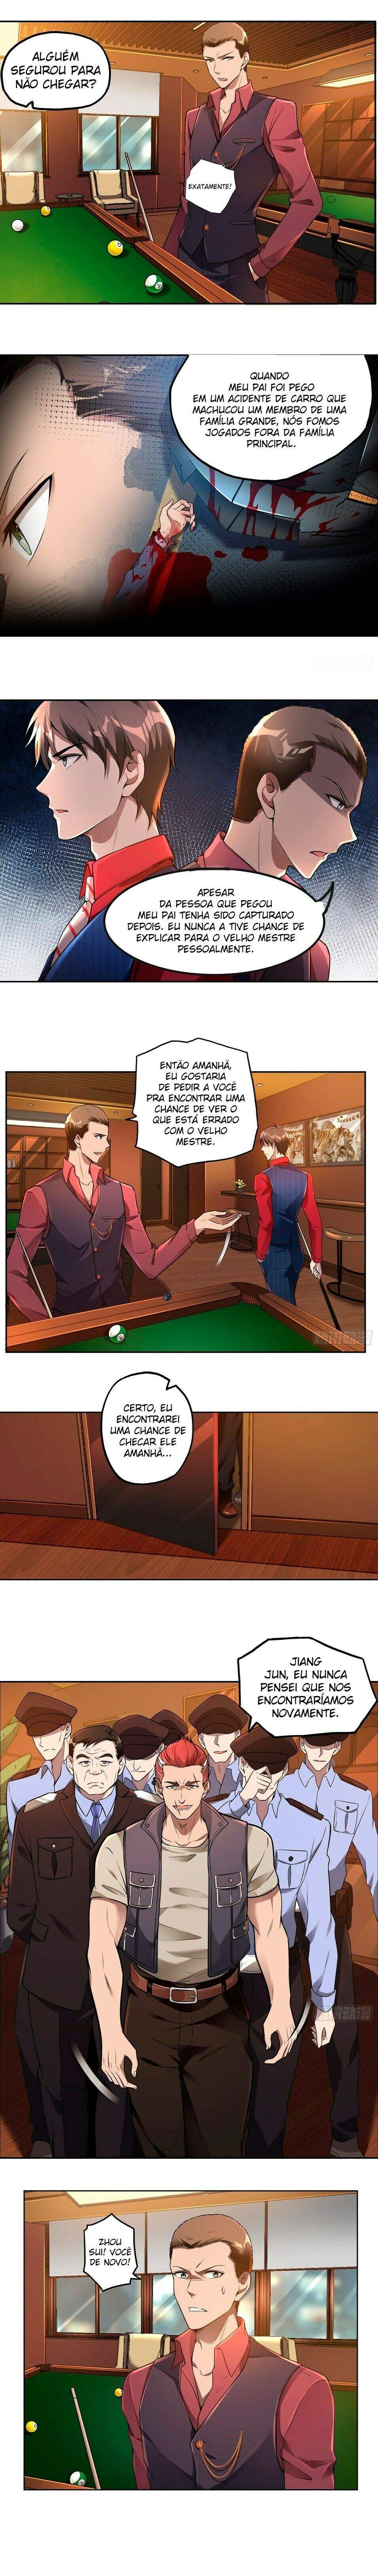 ALGUÉM
SEGUROU PARA
NÃO CHEGAR?
EXATAMENTE!
QUANDO
MEU PAI FOI PEGO
EM UM ACIDENTE DE CARRO QUE
MACHUCOU UM MEMBRO DE UMA
FAMÍLIA GRANDE, NÓS FOMOS
JOGADOS FORA DA FAMÍLIA
PRINCIPAL.
APESAR
DA PESSOA QUE PEGOU
MEU PAI TENHA SIDO CAPTURADO
DEPOIS. EU NUNCA A TIVE CHANCE DE
EXPLICAR PARA O VELHO MESTRE
PESSOALMENTE.
ENTÃO AMANHÃ,
EU GOSTARIA
DE PEDIR A VOCÊ
PRA ENCONTRAR UMA
CHANCE DE VER O
QUE ESTÁ ERRADO
COM O VELHO
MESTRE.
CERTO, EU
ENCONTRAREI
UMA CHANCE DE
CHECAR ELE
AMANHÃ...
JIANG
JUN, EU NUNCA
PENSEI QUE NOS
ENCONTRARÍAMOS
NOVAMENTE.
ZHOU
SUI! VOCÊ
DE NOVO!